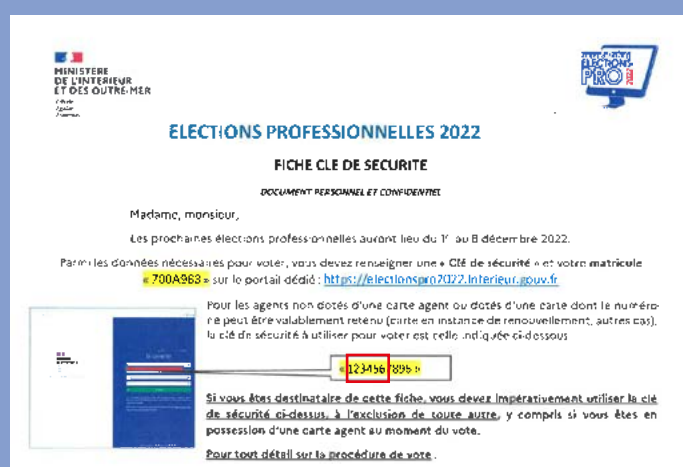 MINISTERE
DE L'INTERIEUR
ET DES OUTRE-MER
ELECTIONS
PRO 2022
ELECTIONS PROFESSIONNELLES 2022
FICHE CLE DE SECURITE
DOCUMENT PERSONNEL ET CONFIDENTIEL
Madame, monsieur,
Les prochaines élections professionnelles auront lieu du 1er au 8 décembre 2022.
Parmi les données nécessaires pour voter, vous devez renseigner une « Clé de sécurité » et votre matricule
« 700A963 » sur le portail dédié : https://electionspro2022.interieur.gouv.fr
Pour les agents non dotés d'une carte agent ou dotés d'une carte dont le numéro
ne peut être valablement retenu (carte en instance de renouvellement, autres cas),
la clé de sécurité à utiliser pour voter est celle indiquée ci-dessous
« 1234567895 »
Si vous êtes destinataire de cette fiche, vous devez impérativement utiliser la clé
de sécurité ci-dessus, à l'exclusion de toute autre, y compris si vous êtes en
possession d'une carte agent au moment du vote.
Pour tout détail sur la procédure de vote .